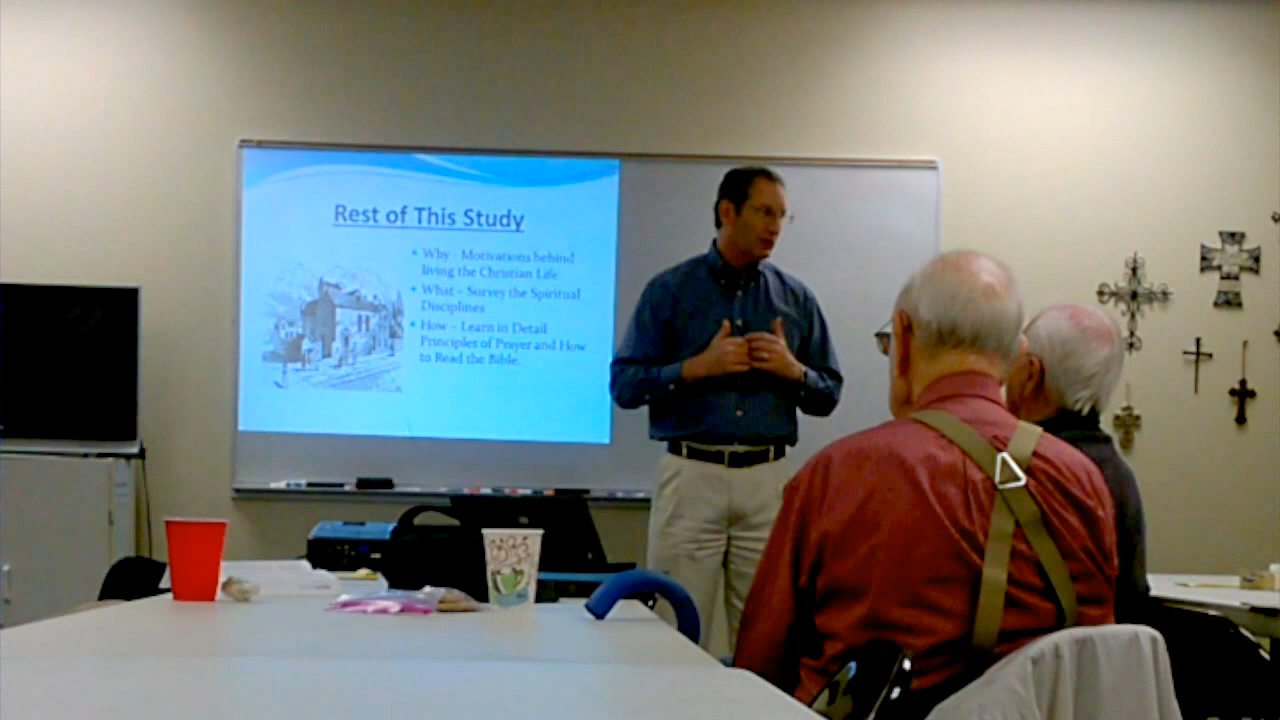 Rest of This Study
• Why - Motivations behind
living the Christian Life
• What – Survey the Spiritual
Disciplines
• How – Learn in Detail
Principles of Prayer and How
to Read the Bible.